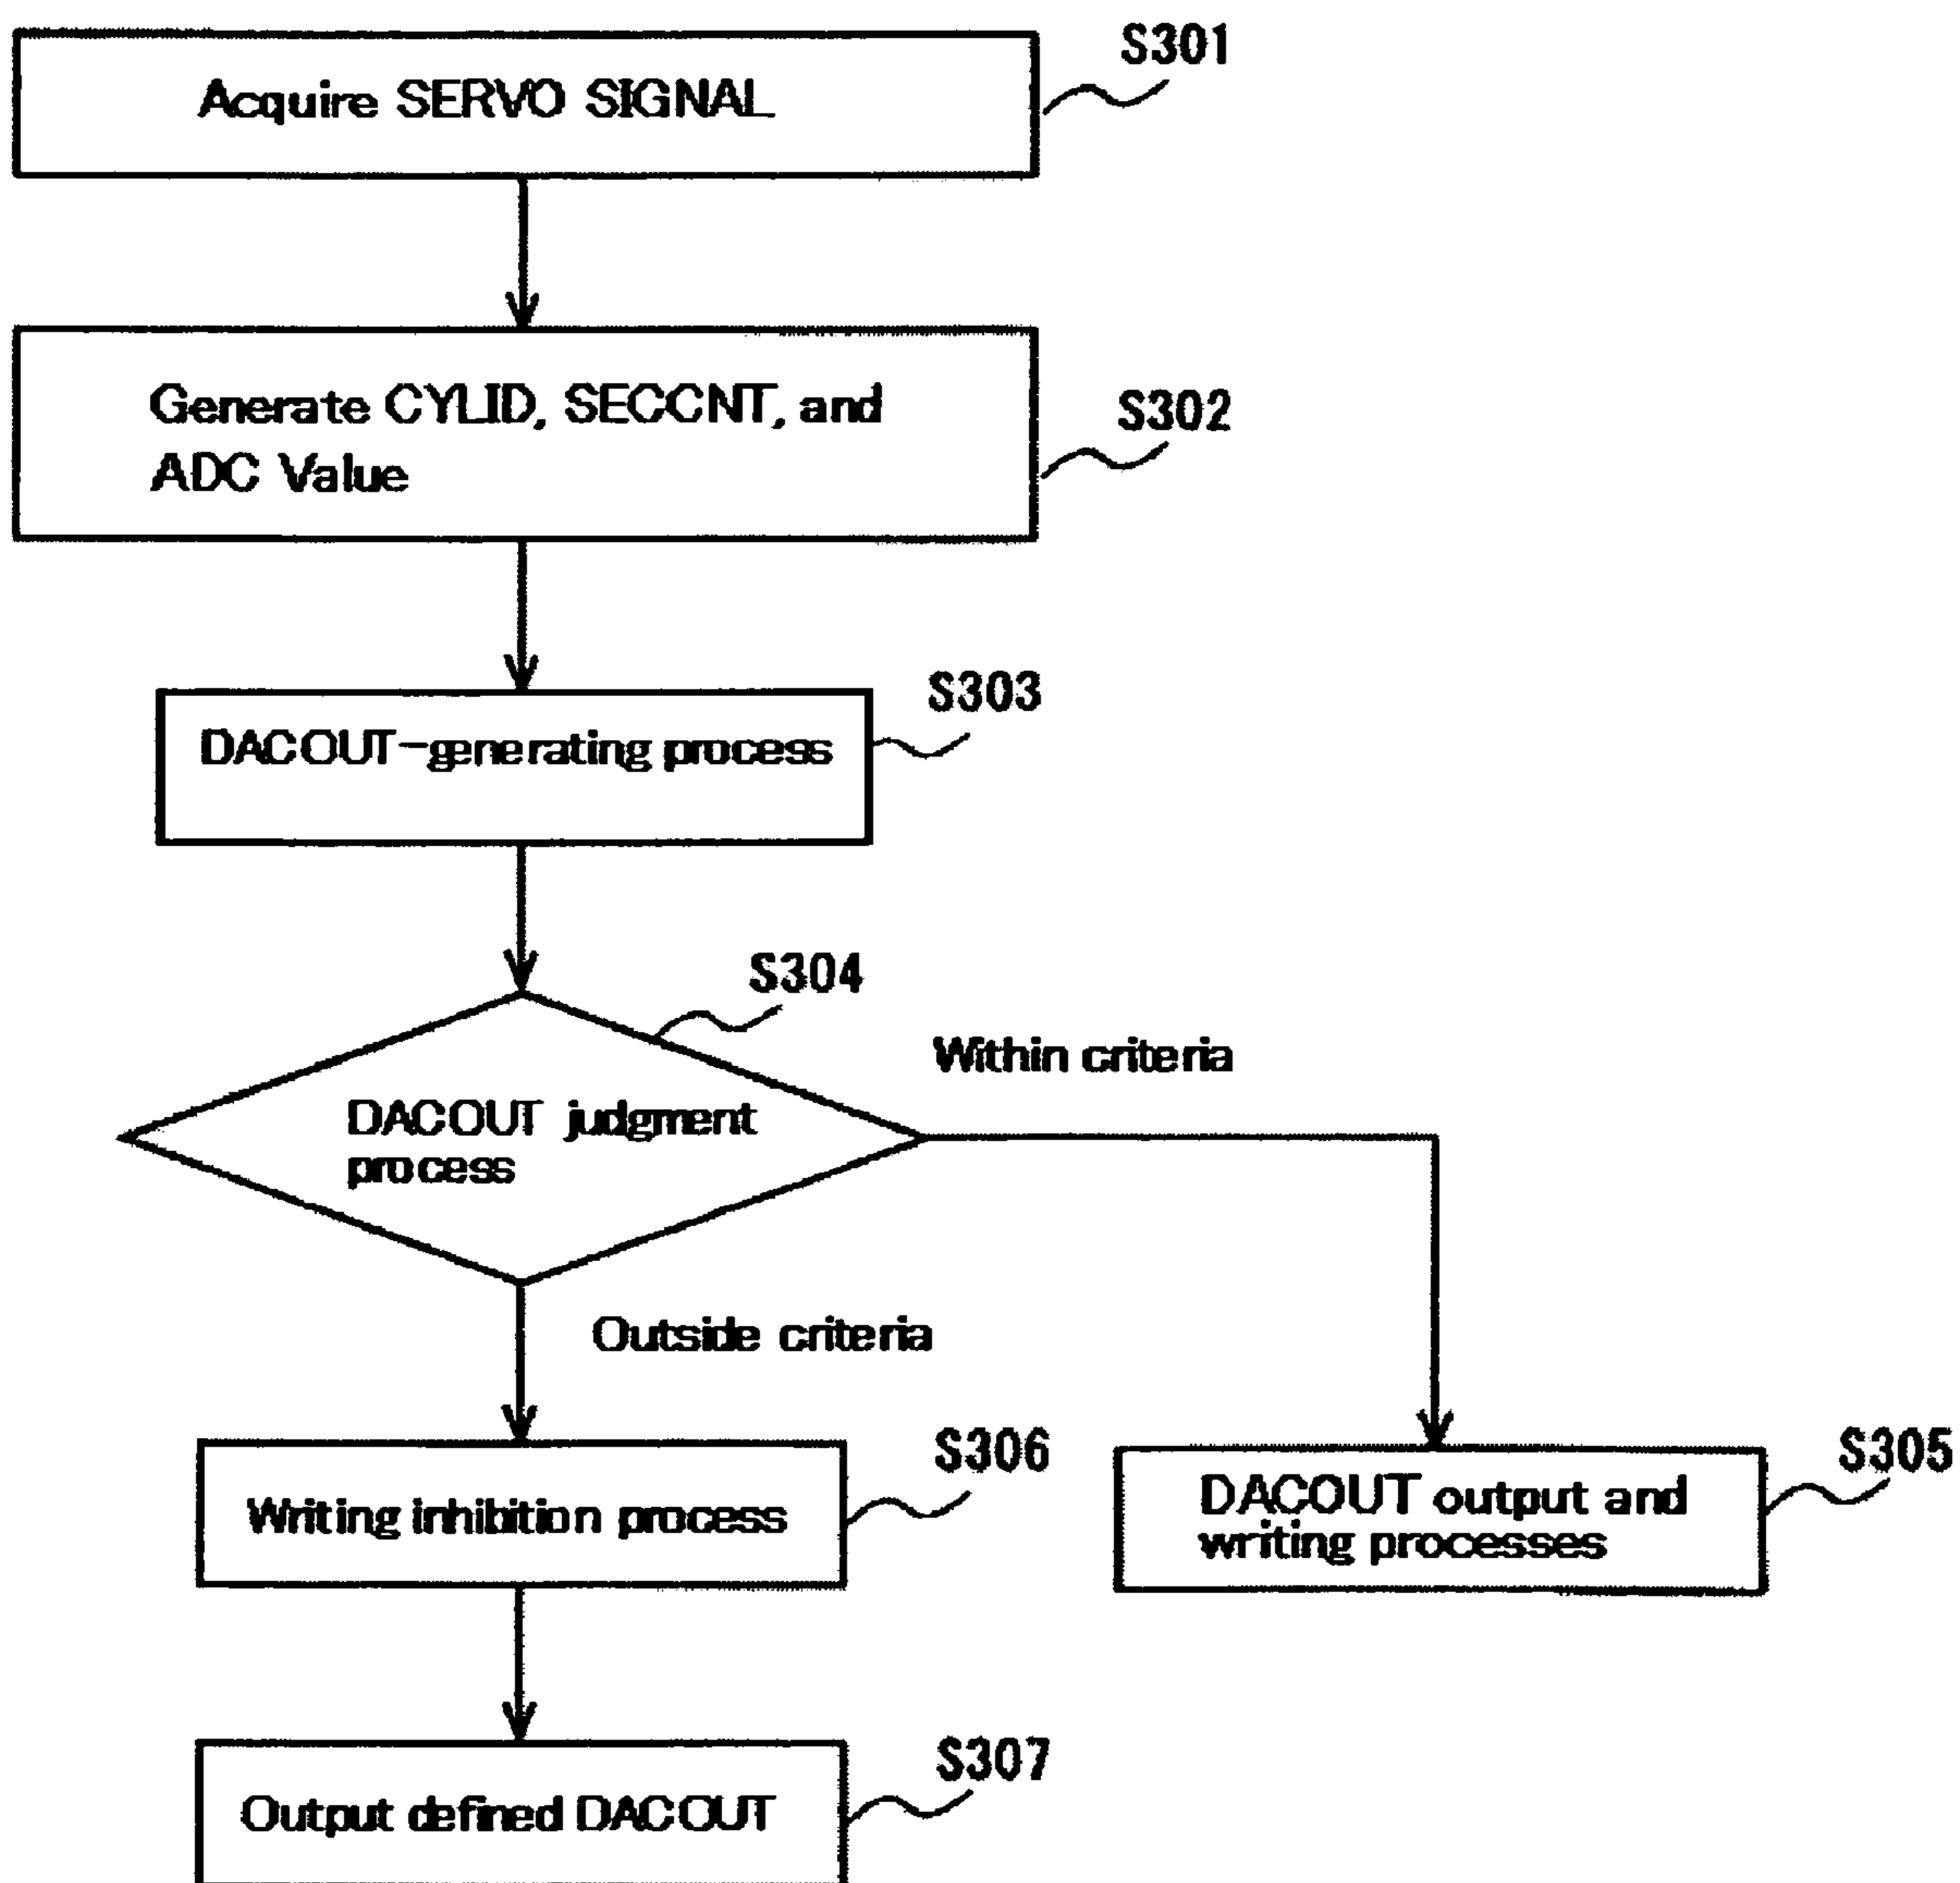 S301
Acquire SERVO SIGNAL
S302
Generate CYLID, SECCNT, and
ADC Value
S303
DACOUT-generating process
S304
Within criteria
DACOUT judgment
process
Outside criteria
S306
Writing inhibition process
S305
DACOUT output and
writing processes
S307
Output defined DACOUT